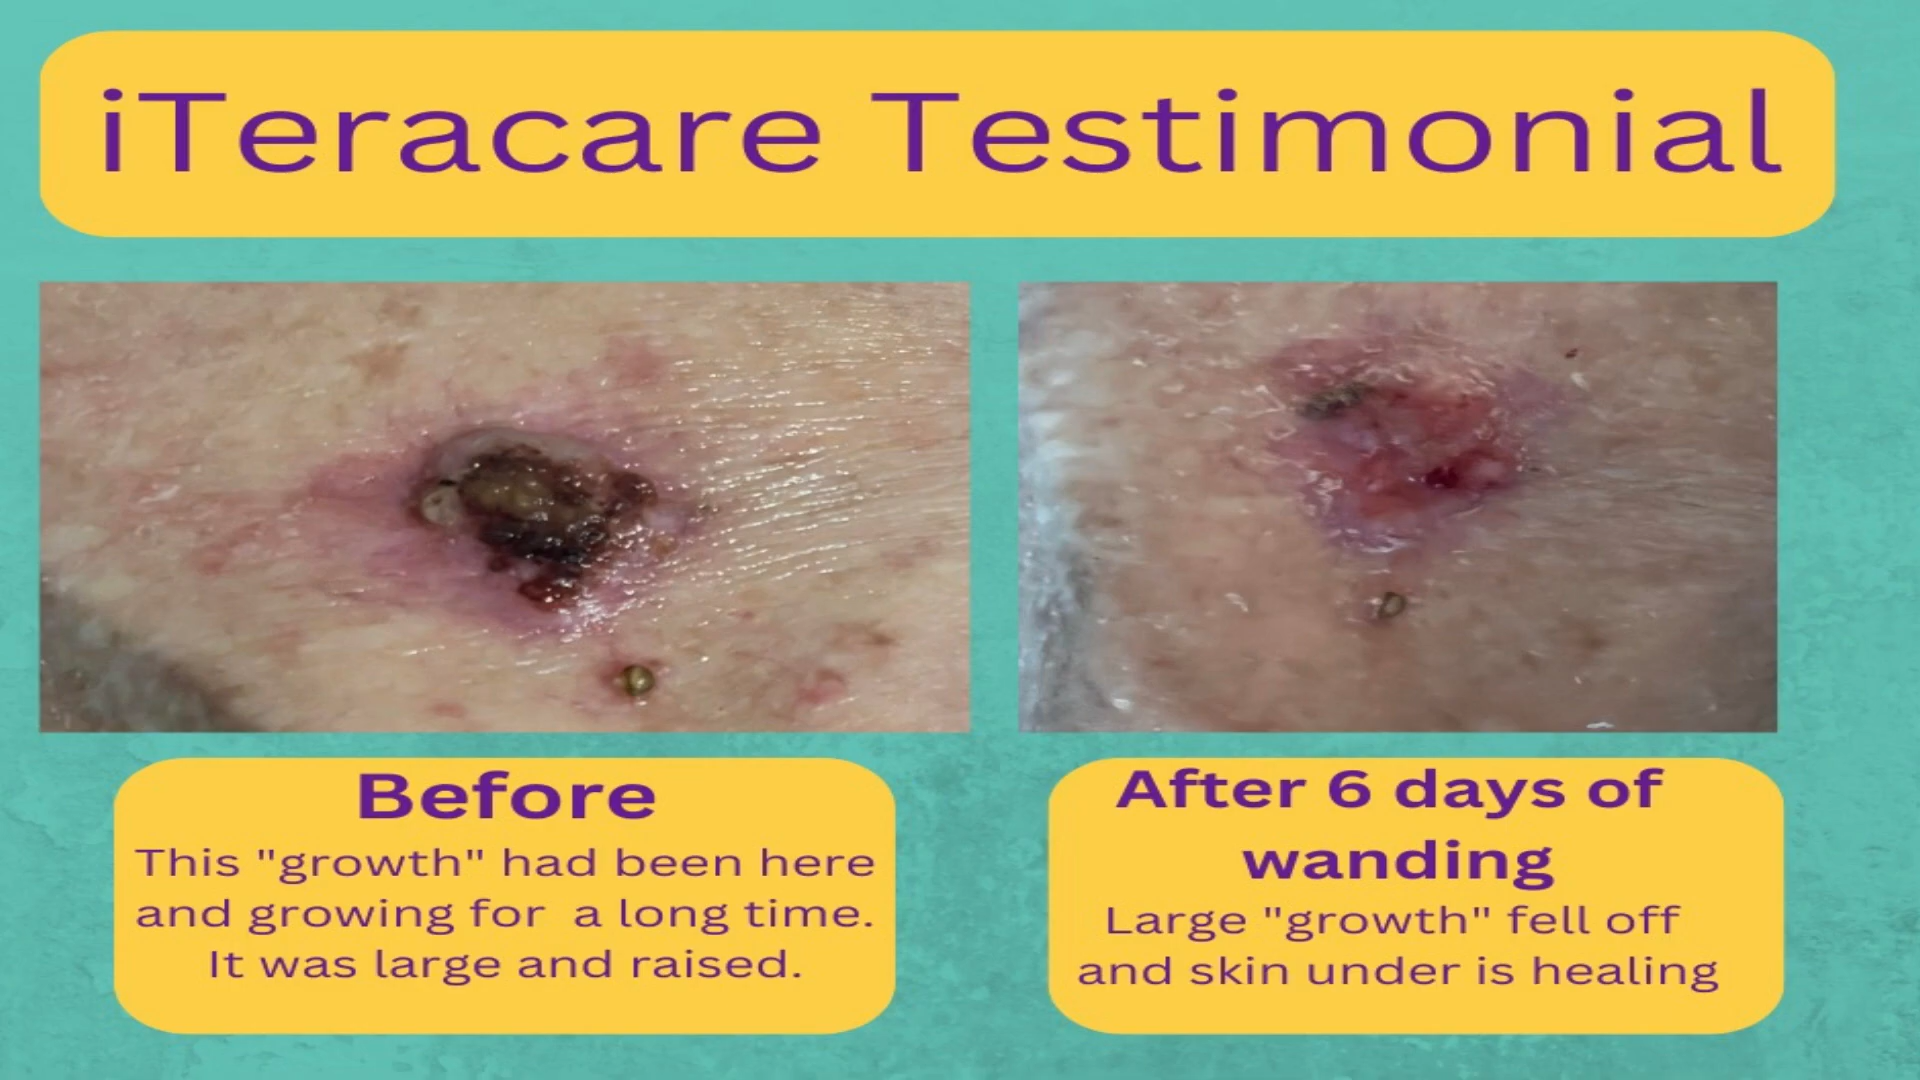 iTeracare Testimonial
Before
This "growth" had been here
and growing for a long time.
It was large and raised.
After 6 days of
wanding
Large "growth" fell off
and skin under is healing